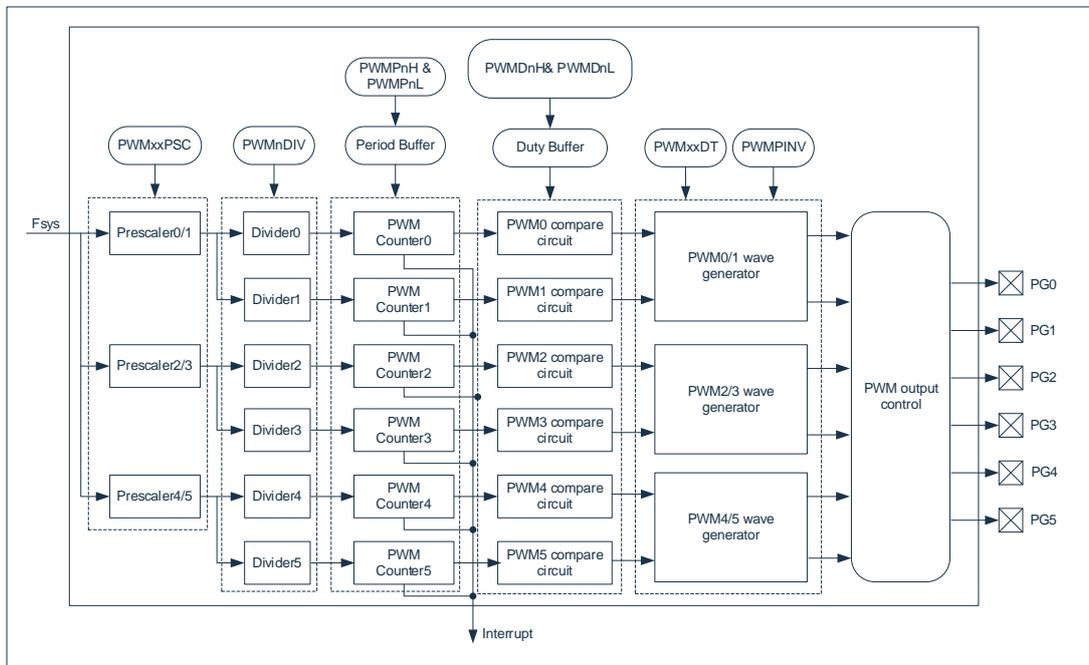 PWMPnH &
PWMPnL
PWMDnH& PWMDnL
PWMxxPSC
PWMnDIV
Period Buffer
Duty Buffer
PWMxxDT
PWMPINV
Fsys
Prescaler0/1
Divider0
PWM
Counter0
PWM0 compare
circuit
PWM0/1 wave
generator
Divider1
PWM
Counter1
PWM1 compare
circuit
PG0
PG1
Prescaler2/3
Divider2
PWM
Counter2
PWM2 compare
circuit
PWM2/3 wave
generator
PWM output
control
PG2
Divider3
PWM
Counter3
PWM3 compare
circuit
PG3
Prescaler4/5
Divider4
PWM
Counter4
PWM4 compare
circuit
PWM4/5 wave
generator
PG4
PG5
Divider5
PWM
Counter5
PWM5 compare
circuit
Interrupt